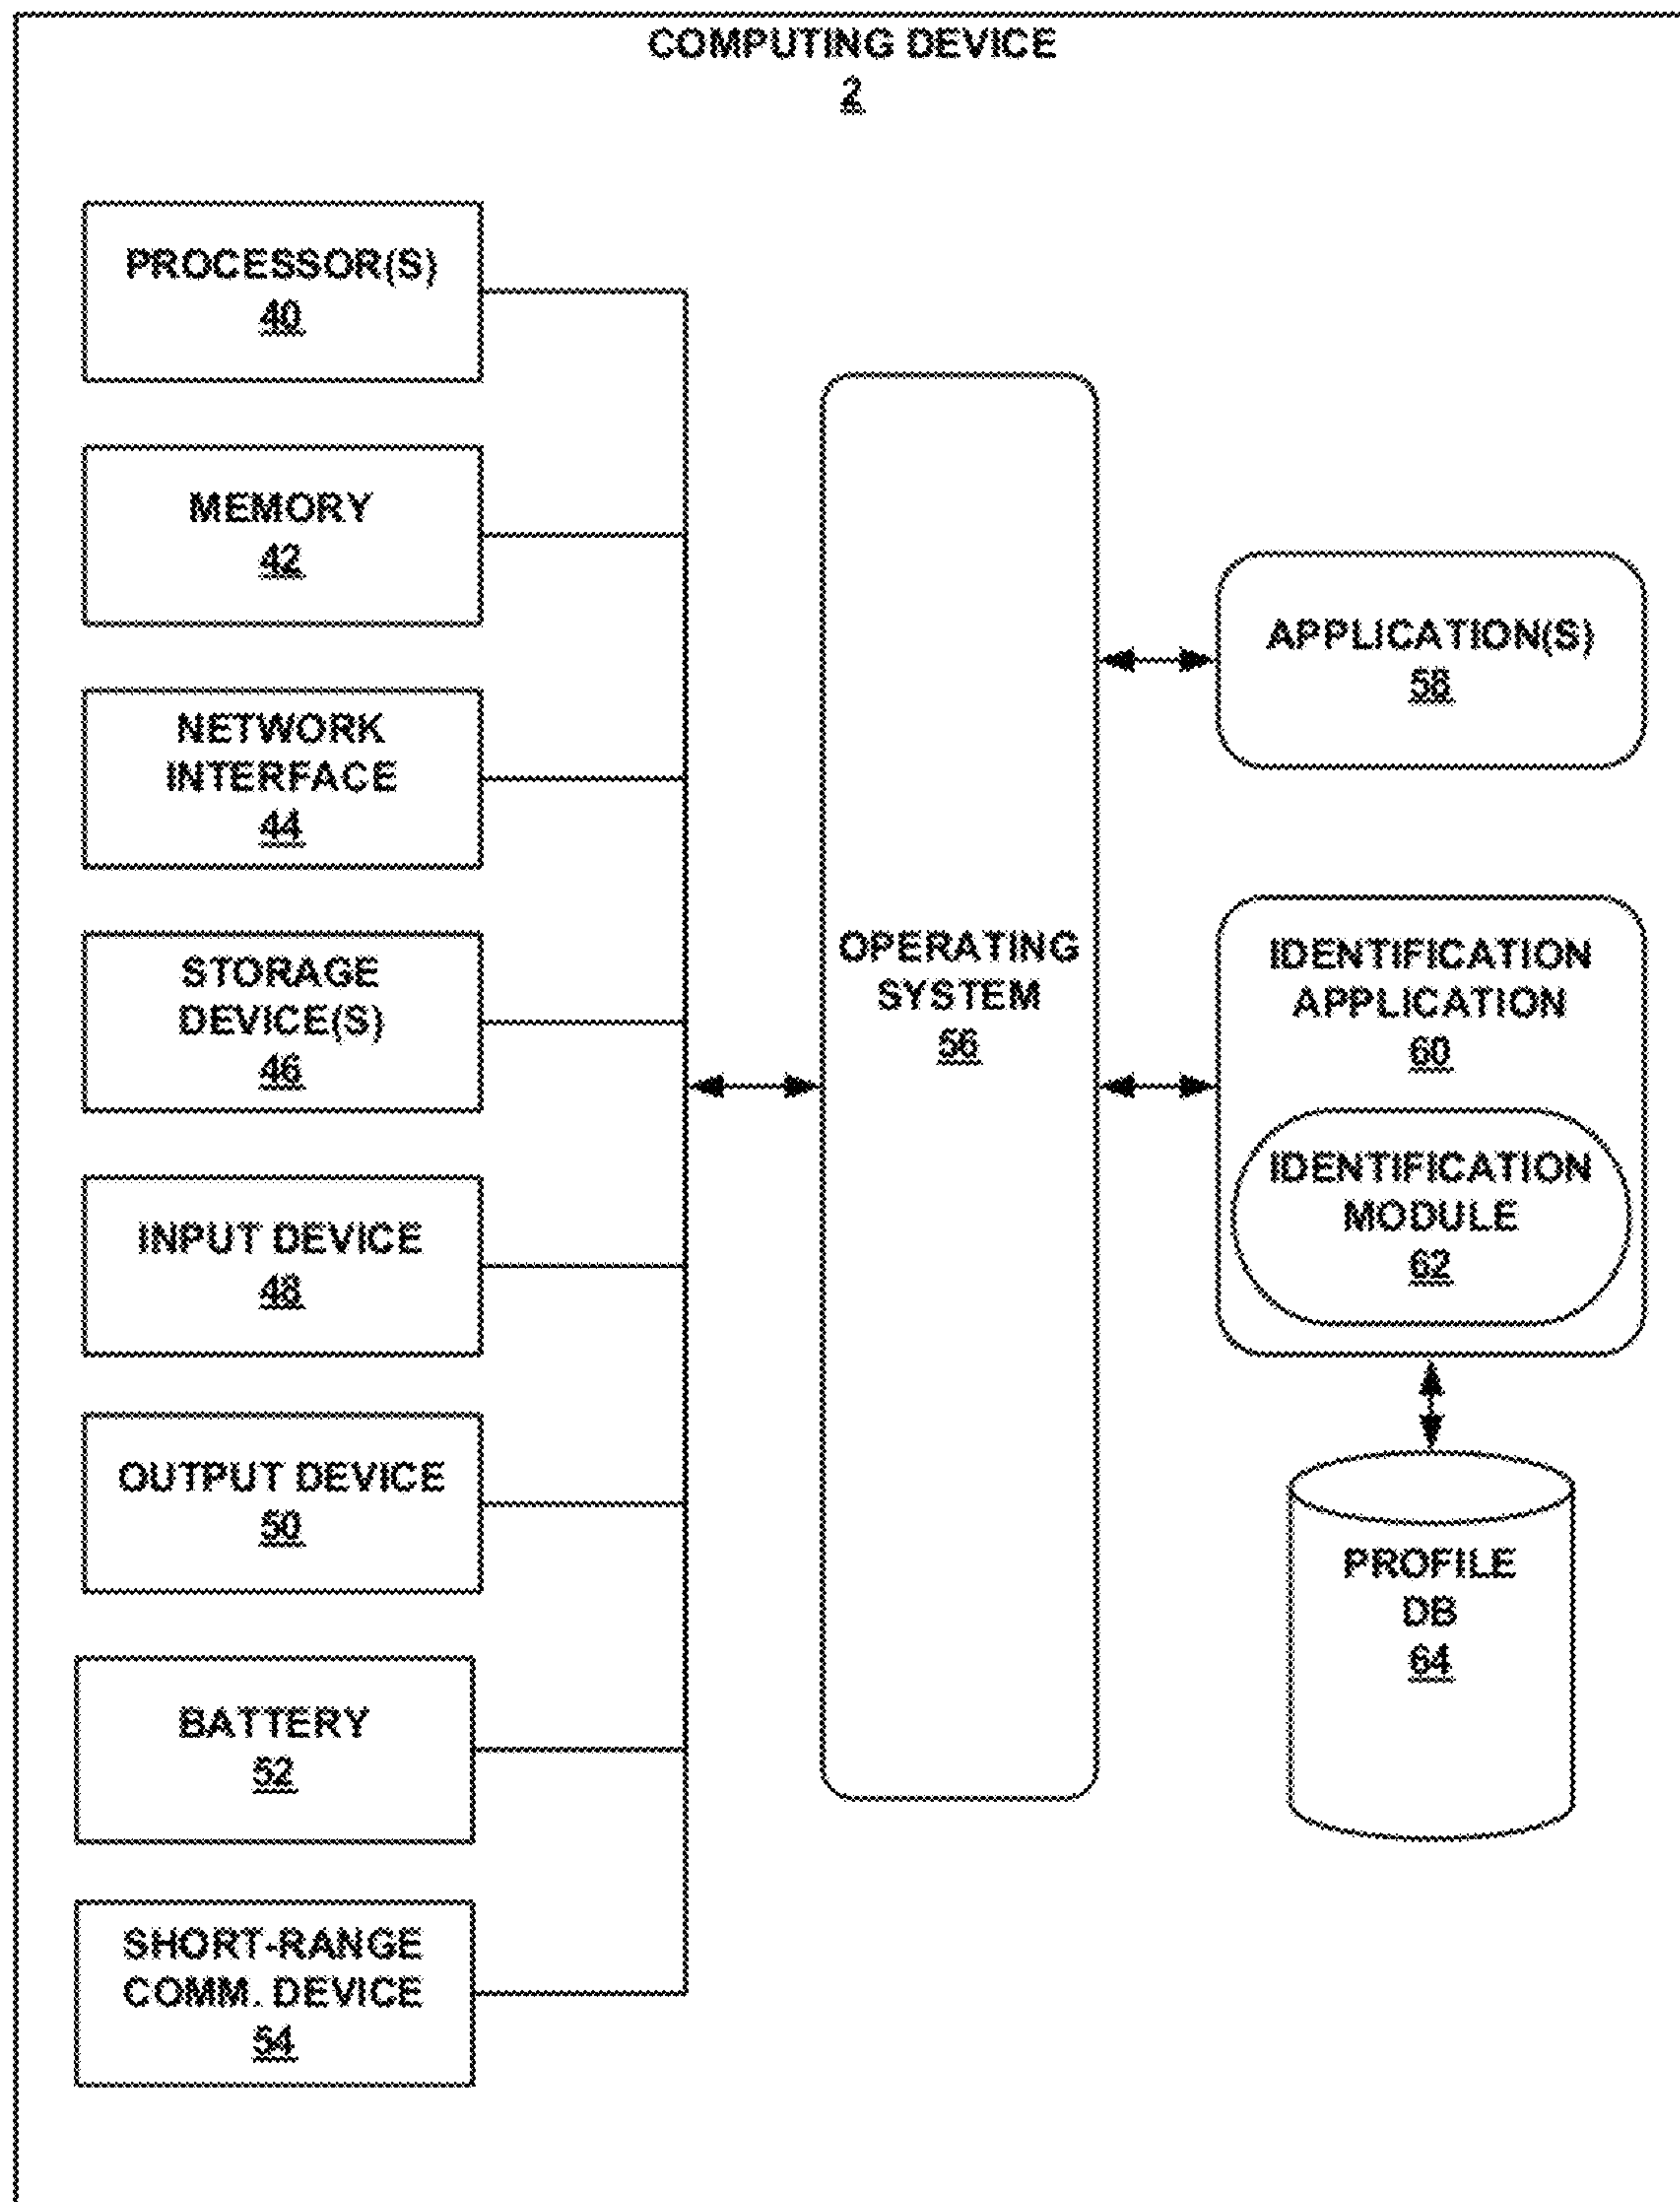 COMPUTING DEVICE
2
PROCESSOR(S)
40
MEMORY
42
NETWORK
INTERFACE
44
STORAGE
DEVICE(S)
46
INPUT DEVICE
48
OUTPUT DEVICE
50
BATTERY
52
SHORT-RANGE
COMM. DEVICE
54
OPERATING
SYSTEM
56
APPLICATION(S)
58
IDENTIFICATION
APPLICATION
60
IDENTIFICATION
MODULE
62
PROFILE
DB
64